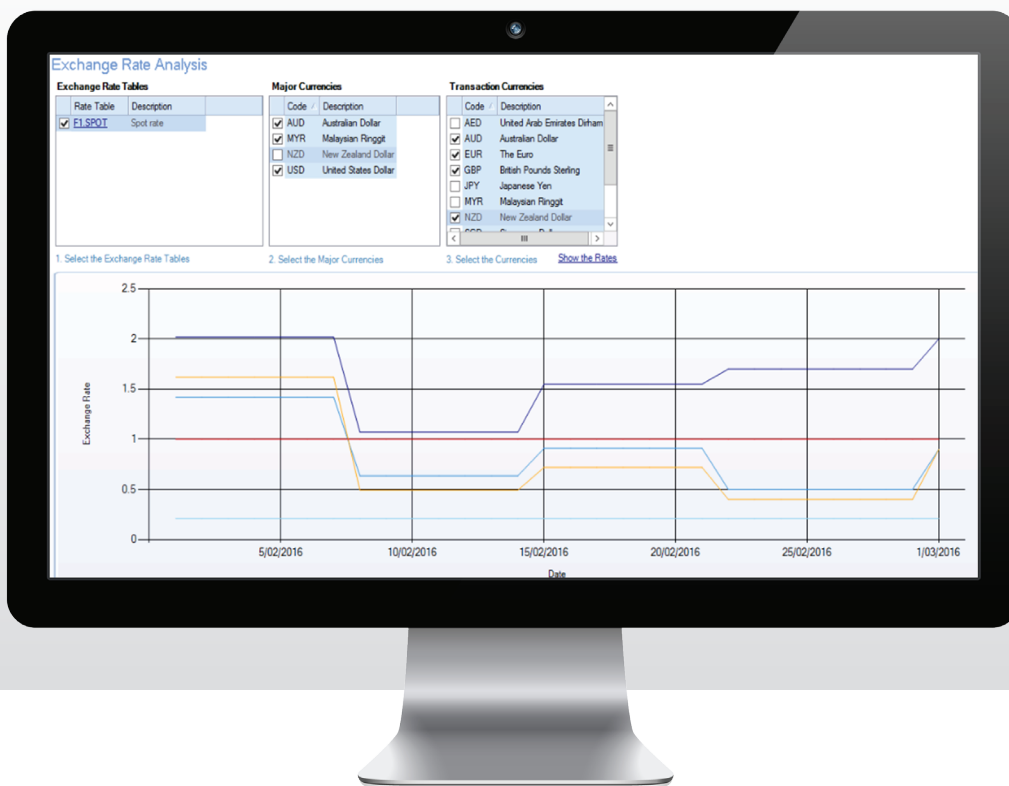 Exchange Rate Analysis
Exchange Rate Tables
Rate Table Description
F1.SPOT Spot rate
1. Select the Exchange Rate Tables
Major Currencies
Code Description
AUD Australian Dollar
MYR Malaysian Ringgit
NZD New Zealand Dollar
USD United States Dollar
2. Select the Major Currencies
Transaction Currencies
Code Description
AED United Arab Emirates Dirham
AUD Australian Dollar
EUR The Euro
GBP British Pounds Sterling
JPY Japanese Yen
MYR Malaysian Ringgit
NZD New Zealand Dollar
3. Select the Currencies Show the Rates
2.5
2
1.5
1
0.5
0
Exchange Rate
5/02/2016 10/02/2016 15/02/2016 20/02/2016 25/02/2016 1/03/2016
Date